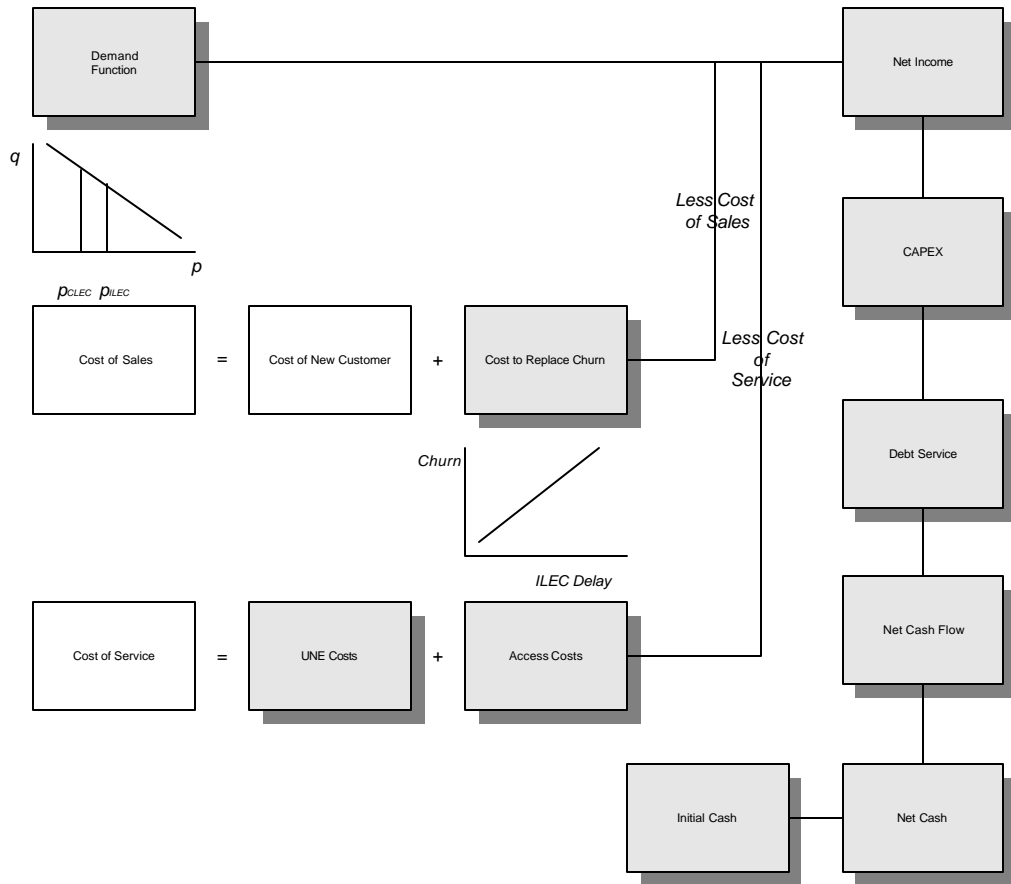 Demand
Function
Net Income
q
p
pCLEC pILEC
Less Cost
of Sales
CAPEX
Cost of Sales
=
Cost of New Customer
+
Cost to Replace Churn
Less Cost
of
Service
Churn
ILEC Delay
Debt Service
Cost of Service
=
UNE Costs
+
Access Costs
Net Cash Flow
Initial Cash
Net Cash